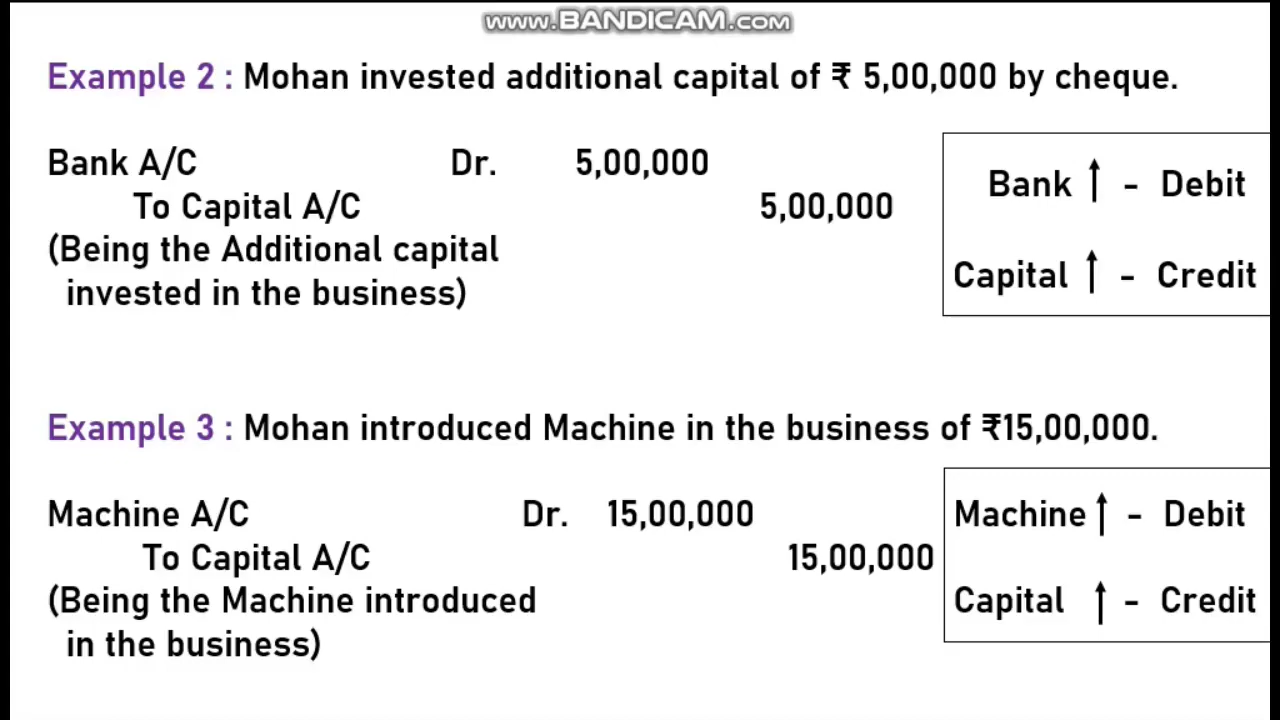 www.BANDICAM.com
Example 2 : Mohan invested additional capital of ₹ 5,00,000 by cheque.
Bank A/C Dr. 5,00,000
To Capital A/C 5,00,000
(Being the Additional capital
invested in the business)
Bank ↑ - Debit
Capital ↑ - Credit
Example 3 : Mohan introduced Machine in the business of ₹15,00,000.
Machine A/C Dr. 15,00,000
To Capital A/C 15,00,000
(Being the Machine introduced
in the business)
Machine ↑ - Debit
Capital ↑ - Credit